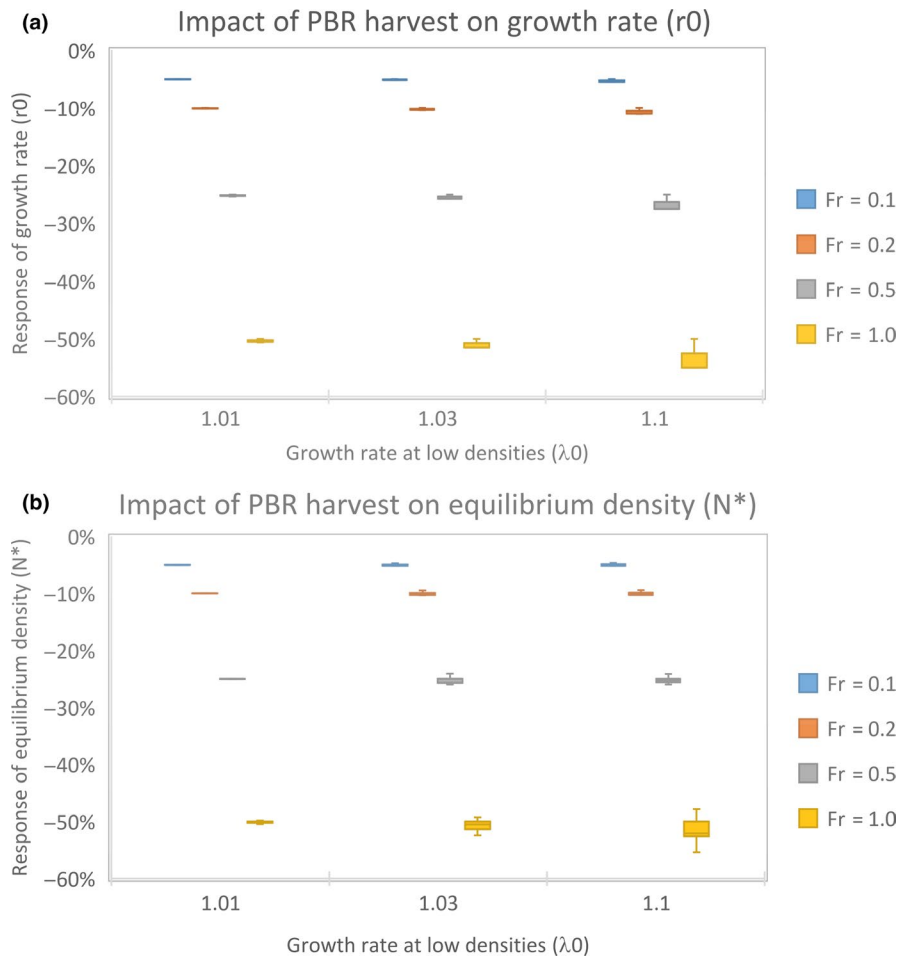 (a)
Impact of PBR harvest on growth rate (r0)
Response of growth rate (r0)
0%
−10%
−20%
−30%
−40%
−50%
−60%
1.01 1.03 1.1
Growth rate at low densities (λ0)
Fr = 0.1
Fr = 0.2
Fr = 0.5
Fr = 1.0
(b)
Impact of PBR harvest on equilibrium density (N*)
Response of equilibrium density (N*)
0%
−10%
−20%
−30%
−40%
−50%
−60%
1.01 1.03 1.1
Growth rate at low densities (λ0)
Fr = 0.1
Fr = 0.2
Fr = 0.5
Fr = 1.0